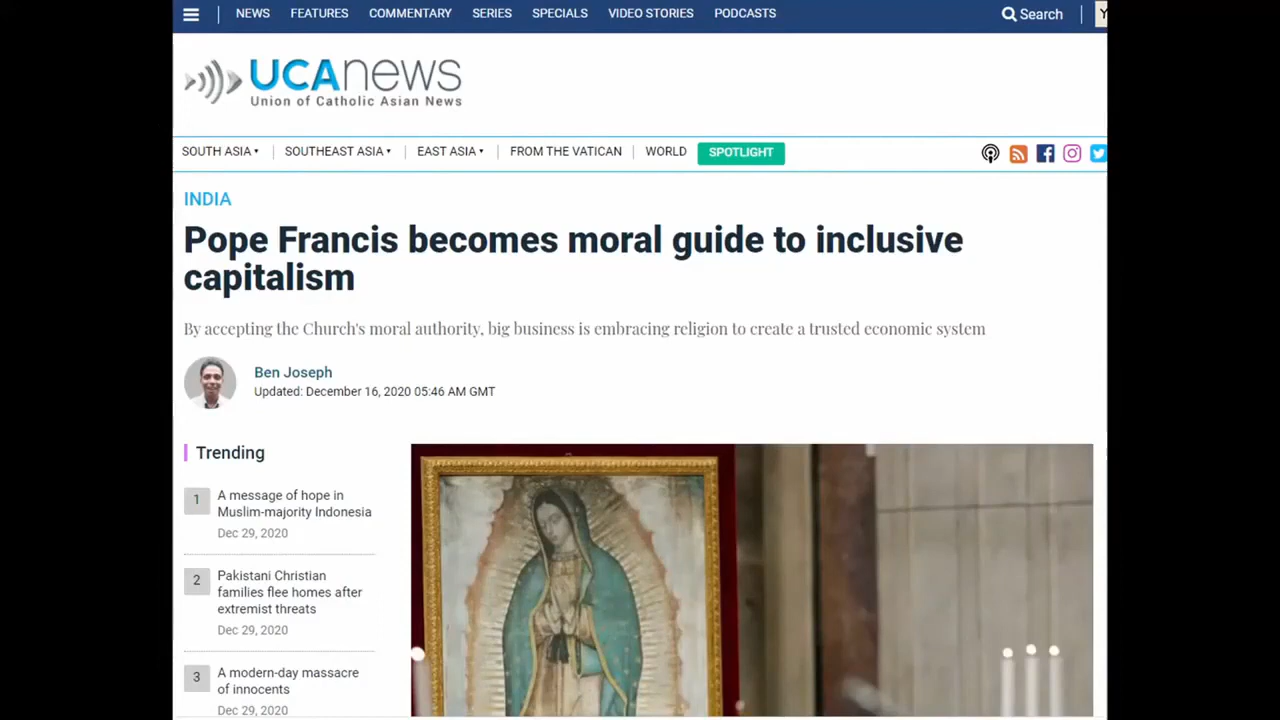 NEWS FEATURES COMMENTARY SERIES SPECIALS VIDEO STORIES PODCASTS Search
UCAnews
Union of Catholic Asian News
SOUTH ASIA SOUTHEAST ASIA EAST ASIA FROM THE VATICAN WORLD SPOTLIGHT
INDIA
Pope Francis becomes moral guide to inclusive
capitalism
By accepting the Church's moral authority, big business is embracing religion to create a trusted economic system
Ben Joseph
Updated: December 16, 2020 05:46 AM GMT
Trending
1 A message of hope in
Muslim-majority Indonesia
Dec 29, 2020
2 Pakistani Christian
families flee homes after
extremist threats
Dec 29, 2020
3 A modern-day massacre
of innocents
Dec 29, 2020